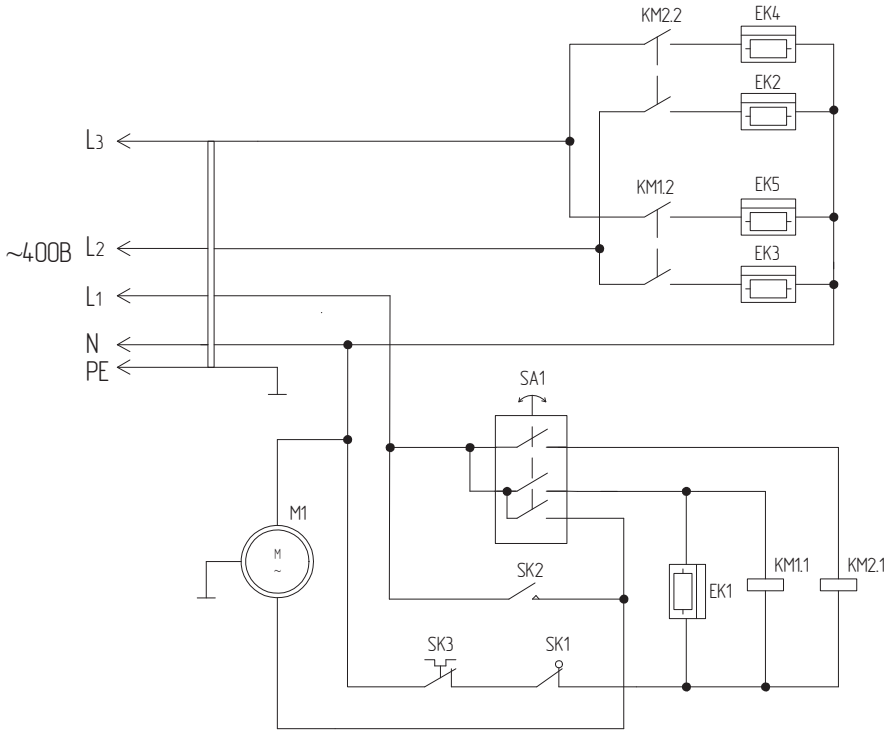 KM2.2
EK4
EK2
L3
KM1.2
EK5
~400В
L2
EK3
L1
N
PE
SA1
M1
M
~
SK2
EK1
KM1.1
KM2.1
SK3
SK1